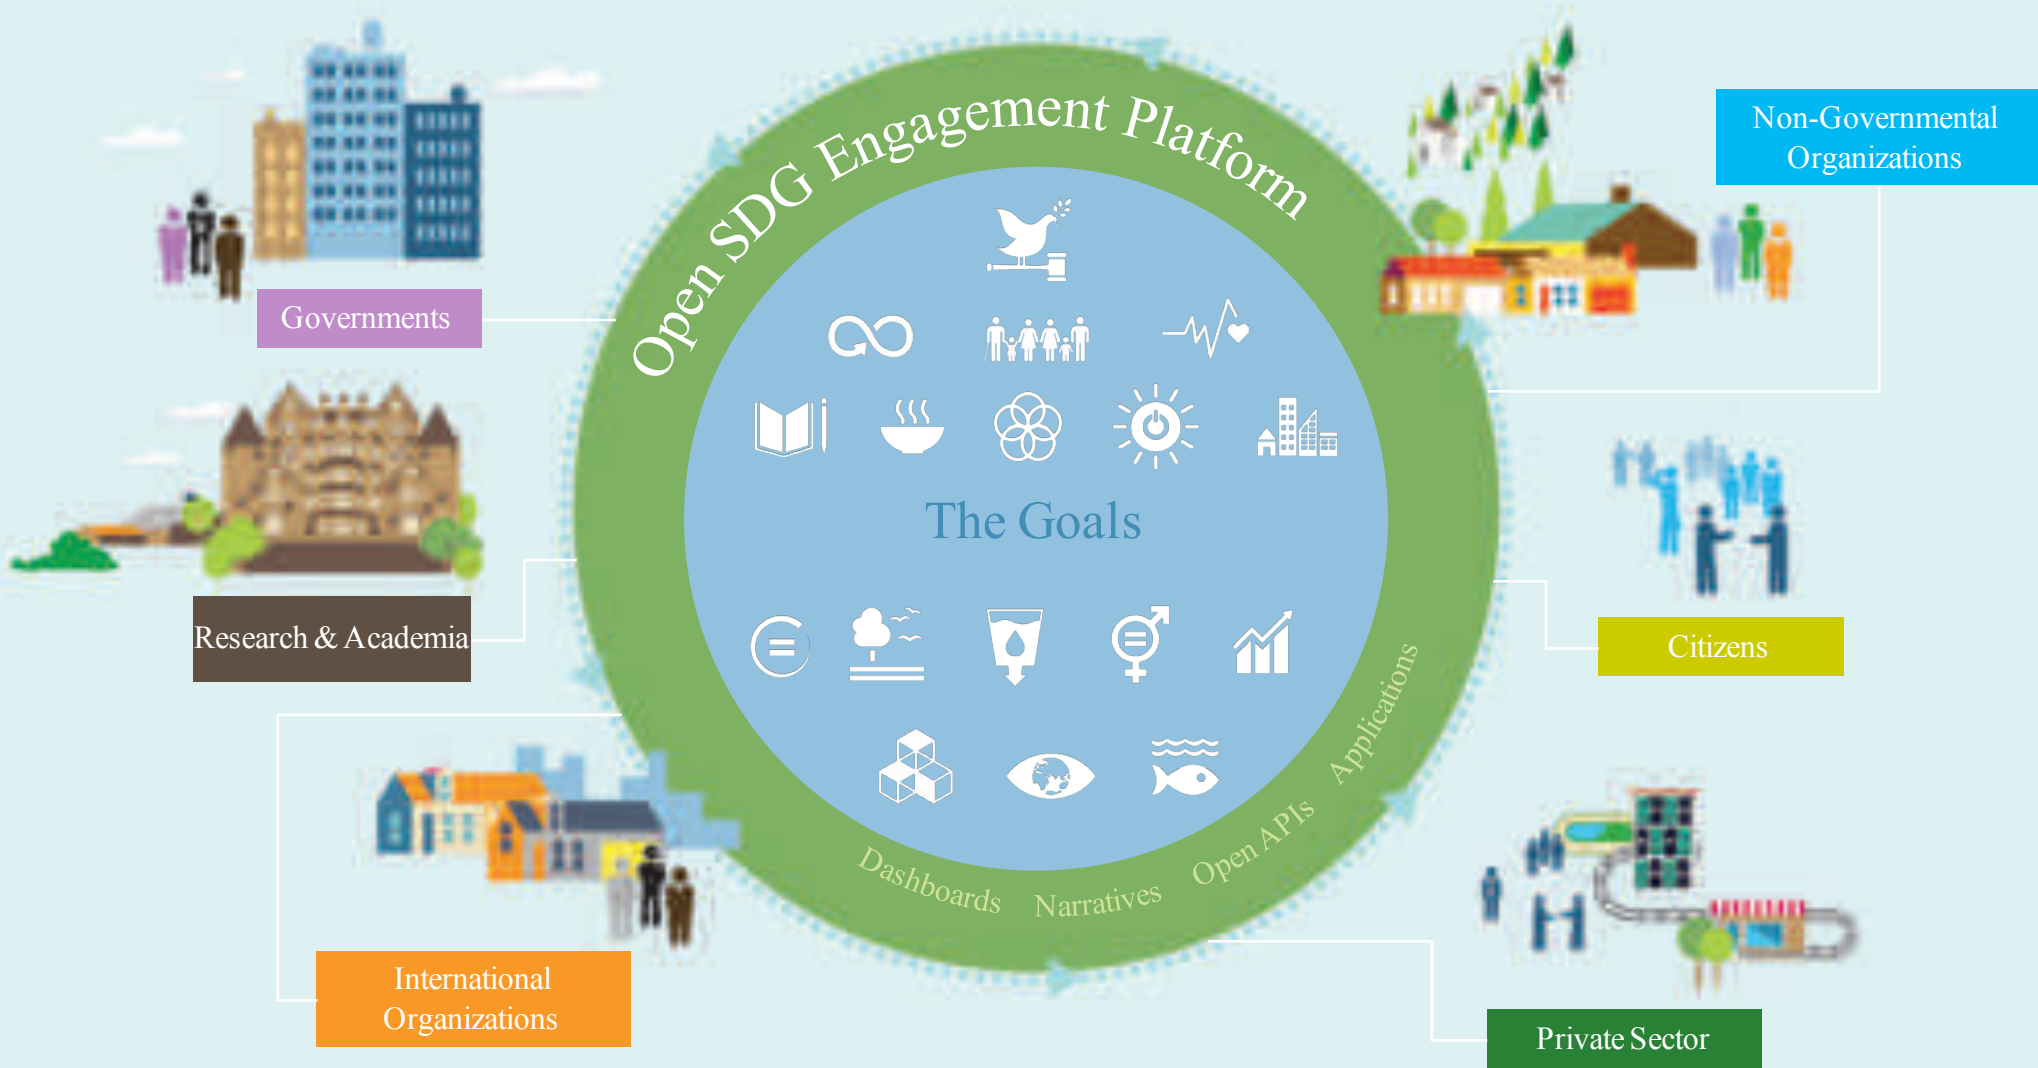 Open SDG Engagement Platform
Non-Governmental
Organizations
Governments
The Goals
Research & Academia
Citizens
Applications
Open APIs
Narratives
Dashboards
International
Organizations
Private Sector